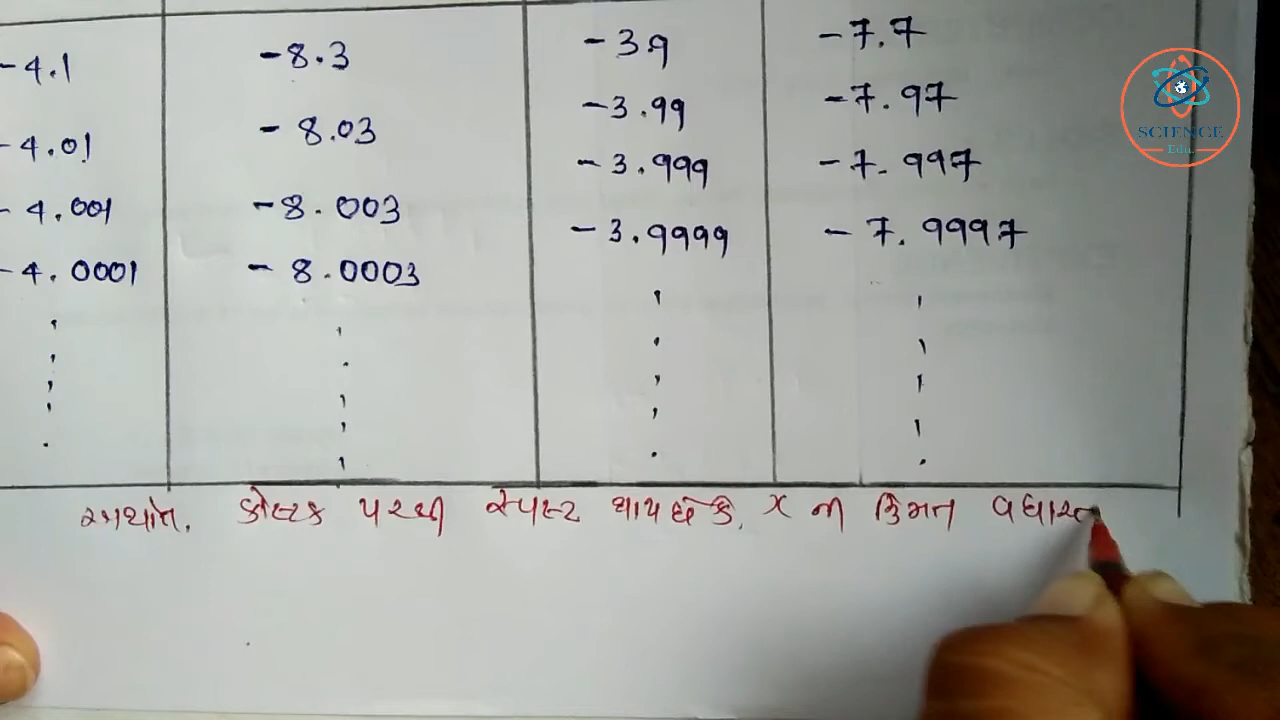 -4.1 -8.3 -3.9 -7.7
-4.01 -8.03 -3.99 -7.97
-4.001 -8.003 -3.999 -7.997
-4.0001 -8.0003 -3.9999 -7.9997
SCIENCE
Edu.
અર્થાત, કોષ્ટક પરથી સ્પષ્ટ થાય છે કે, x ની કિંમત વધારતા